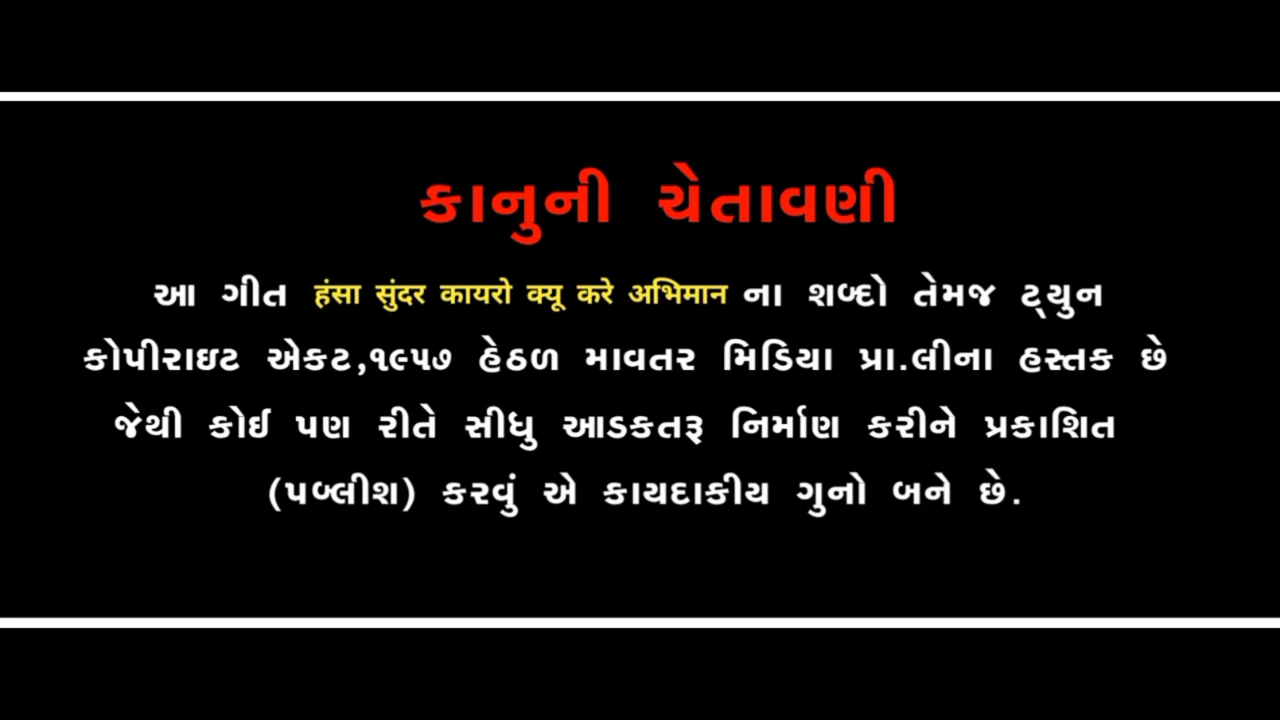 કાનુની ચેતાવણી
આ ગીત हंसा सुंदर कायरो क्यू करे अभिमान ના શબ્દો તેમજ ટ્યુન
કોપીરાઇટ એકટ,૧૯૫૭ હેઠળ માવતર મિડિયા પ્રા.લીના હસ્તક છે
જેથી કોઈ પણ રીતે સીધુ આડકતરૂ નિર્માણ કરીને પ્રકાશિત
(પબ્લીશ) કરવું એ કાયદાકીય ગુનો બને છે.